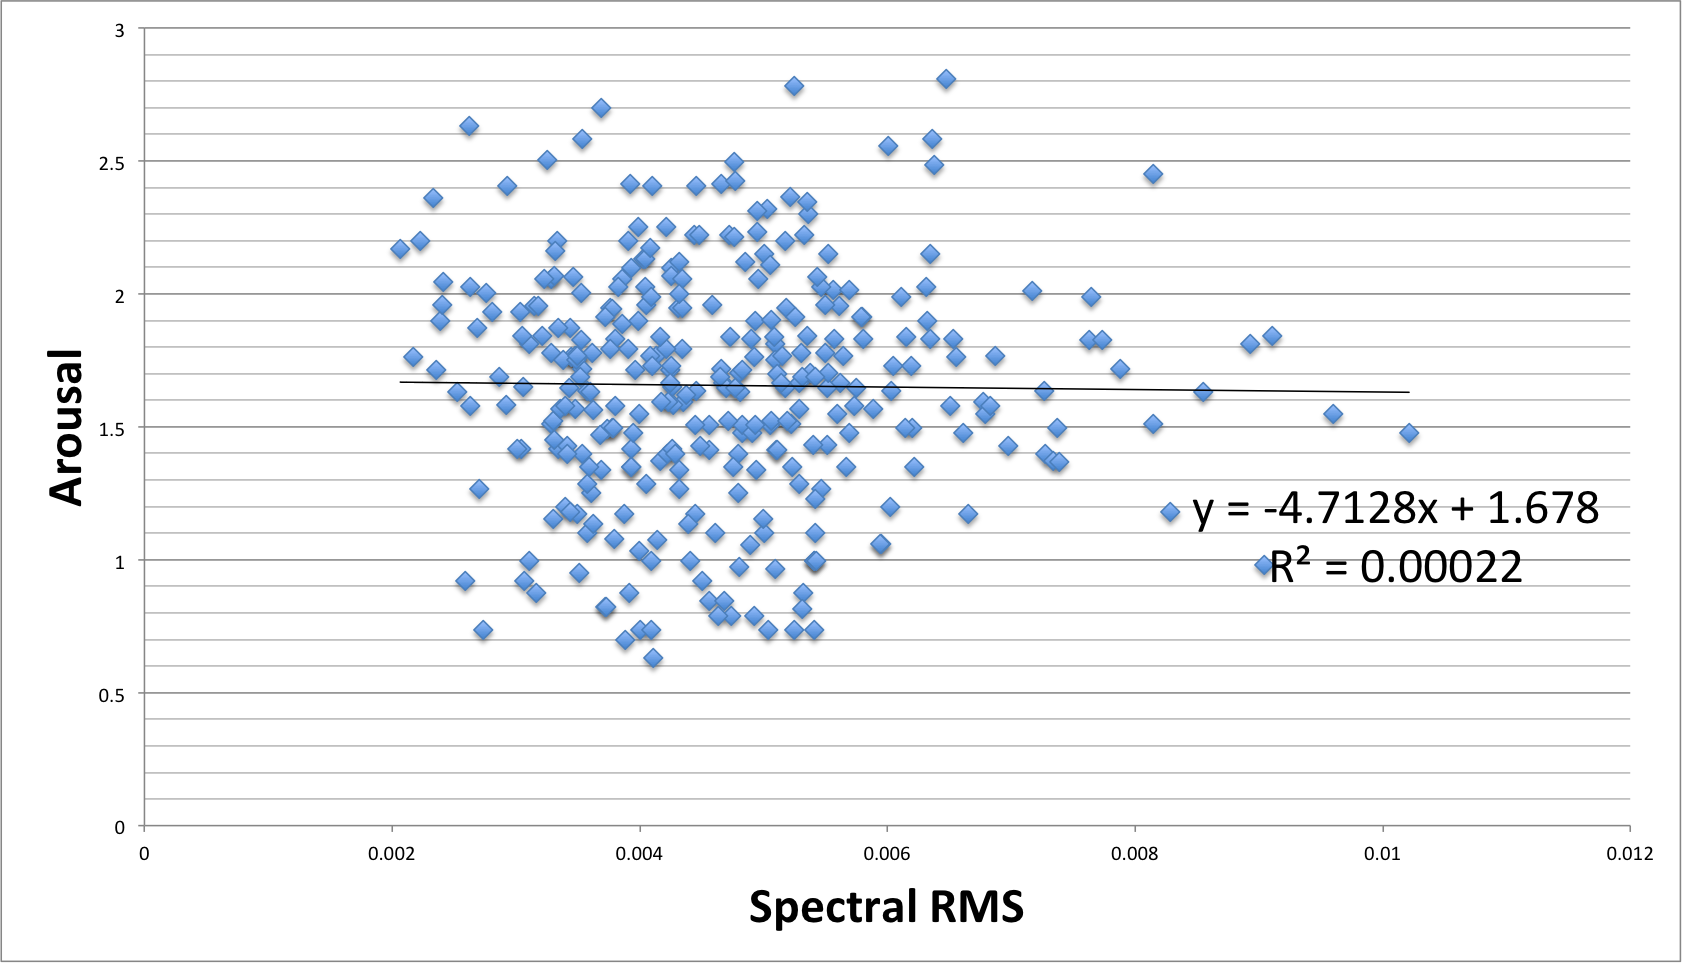 3
2.5
2
1.5
1
0.5
0
Arousal
y = -4.7128x + 1.678
R² = 0.00022
0 0.002 0.004 0.006 0.008 0.01 0.012
Spectral RMS